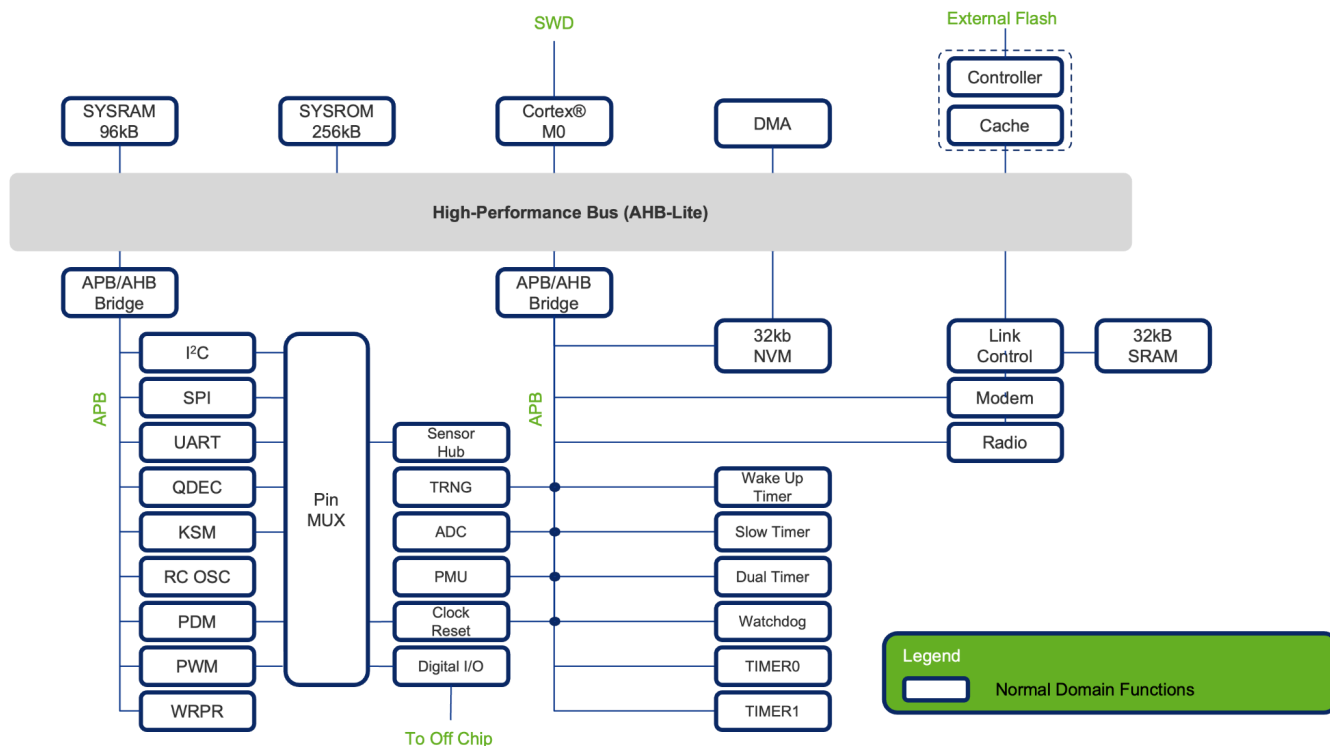 SWD
External Flash
SYSRAM
96kB
SYSROM
256kB
Cortex®
M0
DMA
Controller
Cache
High-Performance Bus (AHB-Lite)
APB/AHB
Bridge
APB/AHB
Bridge
32kb
NVM
Link
Control
32kB
SRAM
APB
I²C
SPI
UART
QDEC
KSM
RC OSC
PDM
PWM
WRPR
Pin
MUX
Sensor
Hub
TRNG
ADC
PMU
Clock
Reset
Digital I/O
To Off Chip
APB
Modem
Radio
Wake Up
Timer
Slow Timer
Dual Timer
Watchdog
TIMER0
TIMER1
Legend
Normal Domain Functions